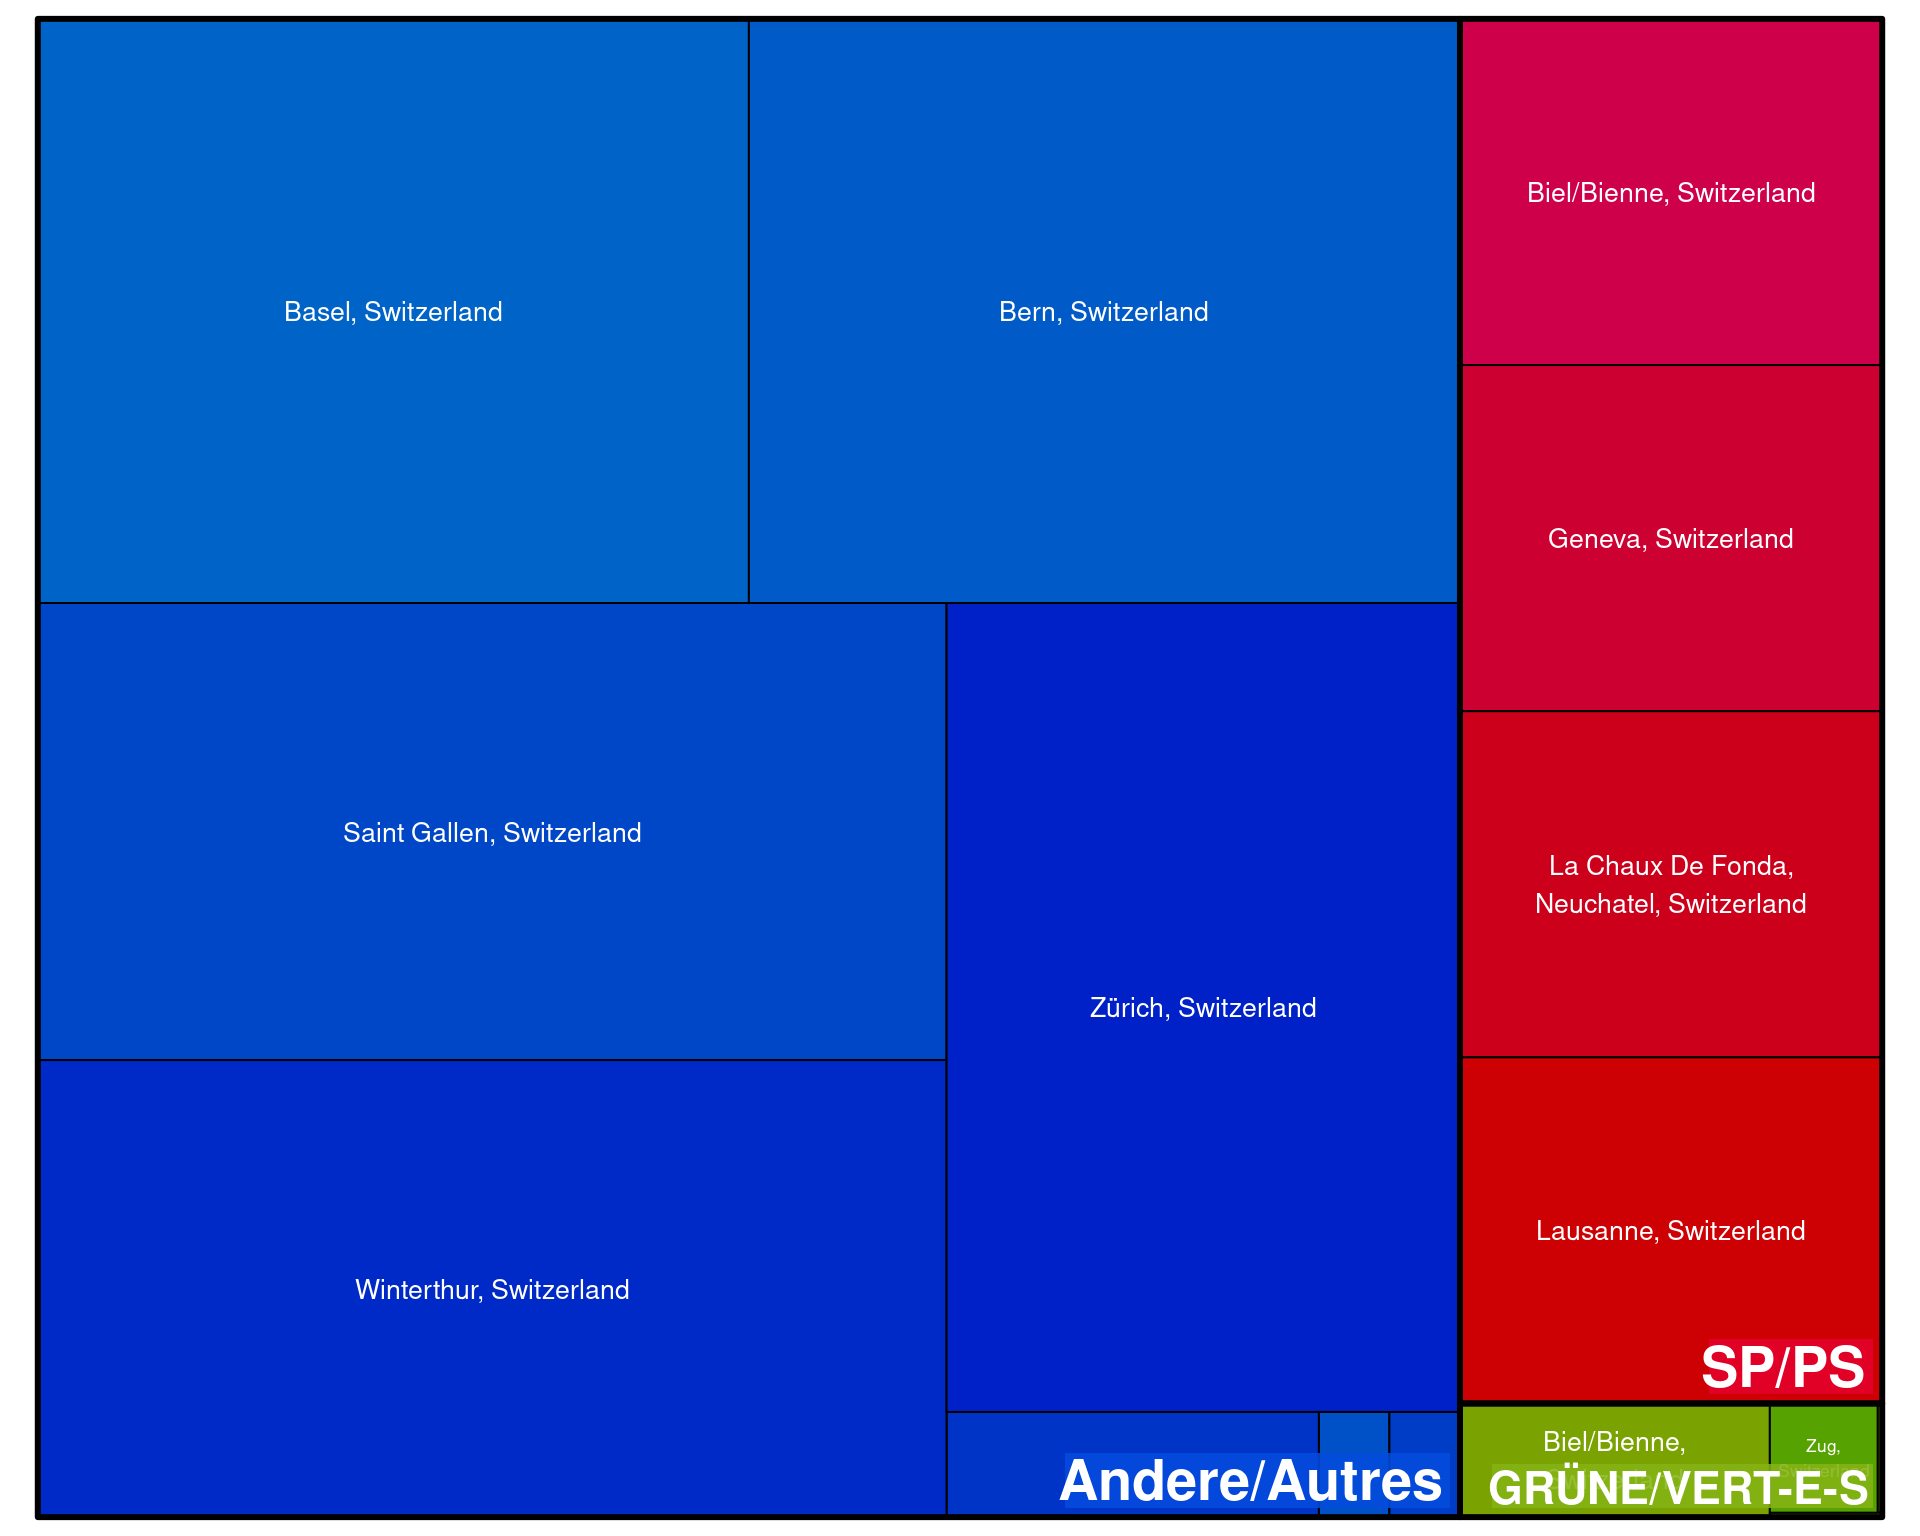 Basel, Switzerland
Bern, Switzerland
Biel/Bienne, Switzerland
Geneva, Switzerland
Saint Gallen, Switzerland
La Chaux De Fonda,
Neuchatel, Switzerland
Zürich, Switzerland
Lausanne, Switzerland
Winterthur, Switzerland
SP/PS
Andere/Autres
Biel/Bienne,
Zug,
Switzerland
GRÜNE/VERT-E-S